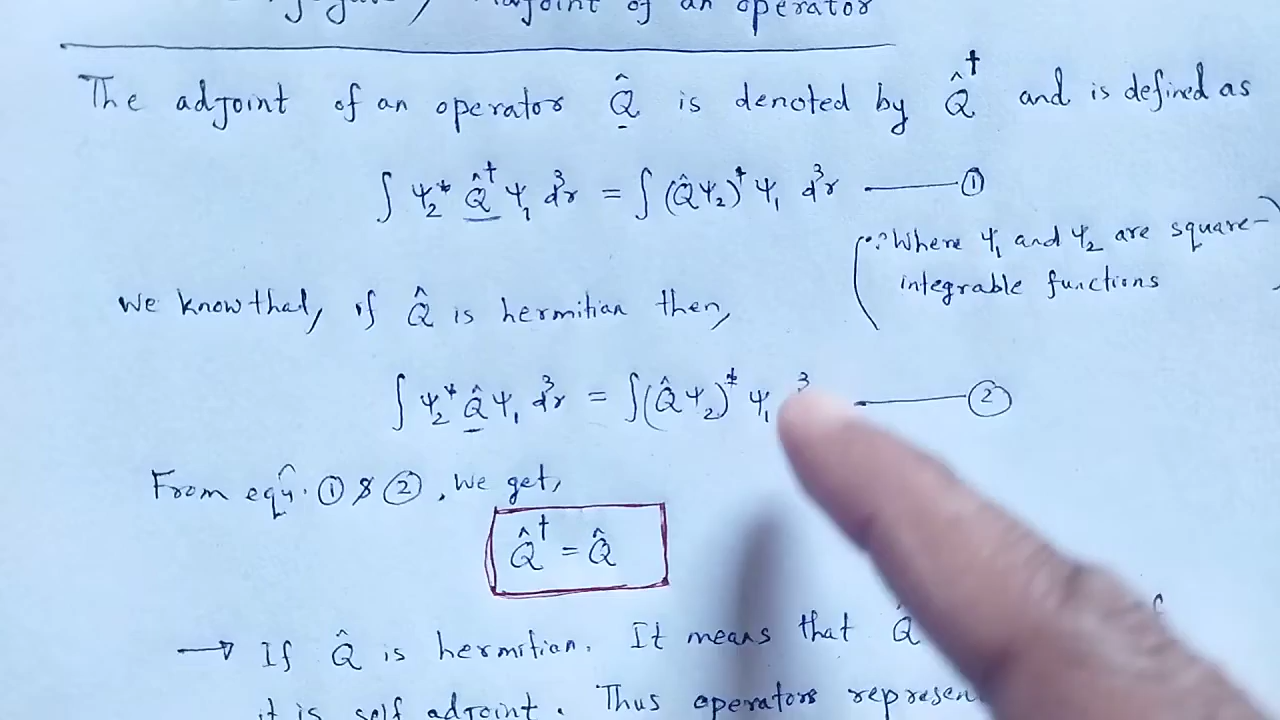 of an operator
The adjoint of an operator Q̂ is denoted by Q̂† and is defined as
∫ ψ₂* Q̂† ψ₁ d³r = ∫ (Q̂ψ₂)* ψ₁ d³r —— ①
(∵ Where ψ₁ and ψ₂ are square-
integrable functions)
We know that, if Q̂ is hermitian then,
∫ ψ₂* Q̂ ψ₁ d³r = ∫ (Q̂ψ₂)* ψ₁ —— ②
From eqⁿ. ① & ②, we get,
Q̂† = Q̂
→ If Q̂ is hermitian. It means that Q̂
it is self adjoint. Thus operators